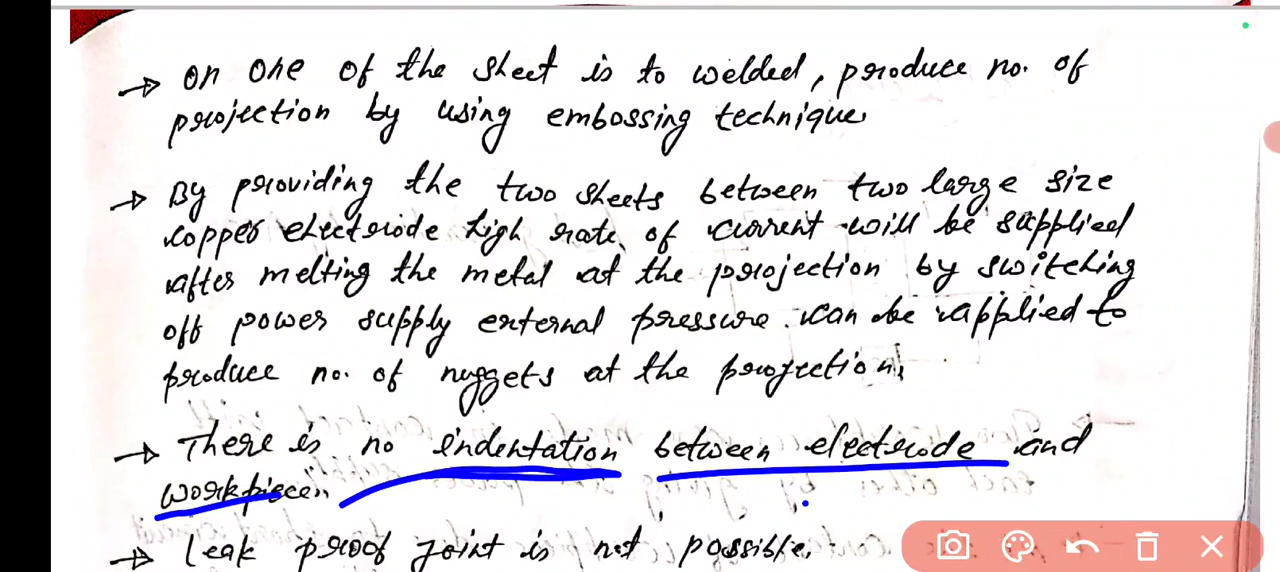 → on one of the sheet is to welded, produce no. of
projection by using embossing technique.
→ By providing the two sheets between two large size
copper electrode high rate of current will be supplied
after melting the metal at the projection by switching
off power supply external pressure can be applied to
produce no. of nuggets at the projection.
→ There is no indentation between electrode and
workpiece.
→ Leak proof joint is not possible.